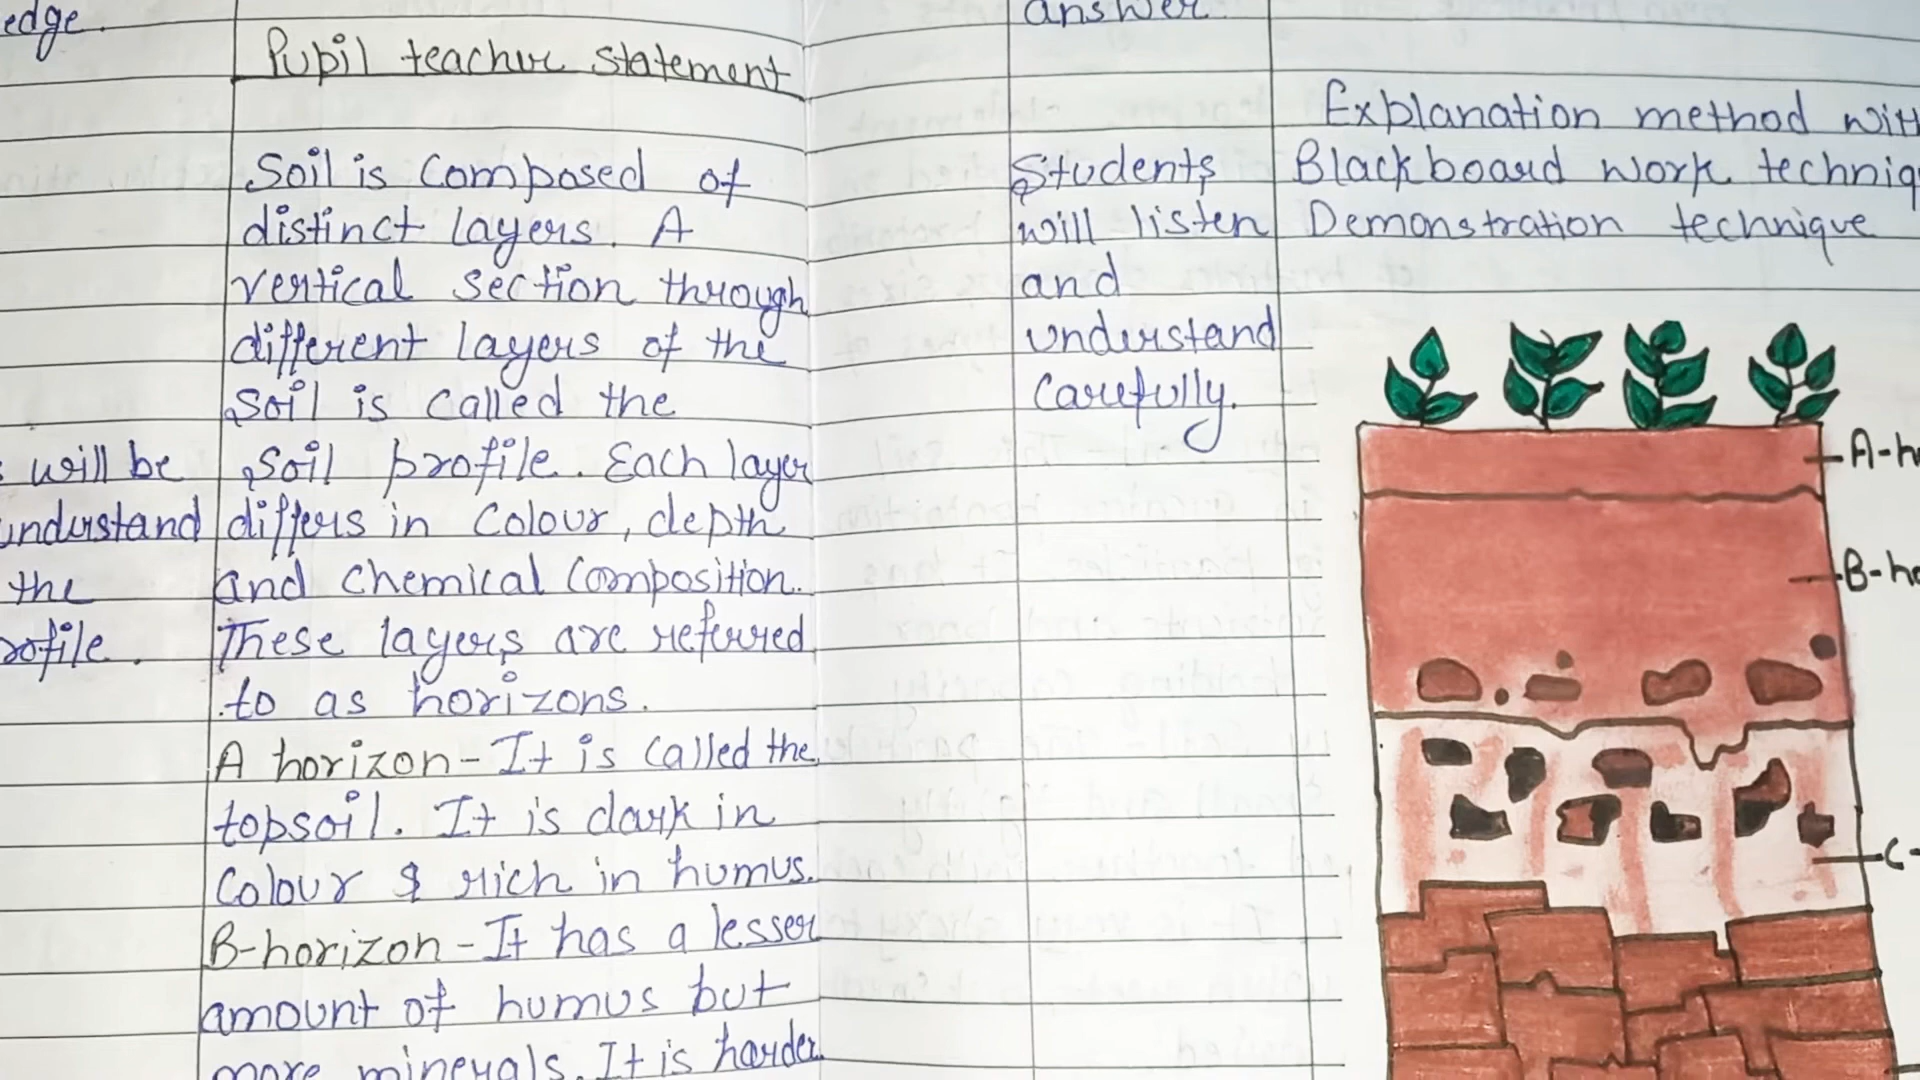 edge.
Pupil teacher statement
Soil is composed of
distinct layers. A
vertical section through
different layers of the
soil is called the
soil profile. Each layer
differs in colour, depth
and chemical composition.
These layers are referred
to as horizons.
A horizon - It is called the
topsoil. It is dark in
colour & rich in humus.
B-horizon - It has a lesser
amount of humus but
more minerals. It is harder
will be
understand
the
rofile.
answer.
Students
will listen
and
understand
carefully.
Explanation method with
Blackboard work techniq
Demonstration technique
A-h
B-ho
C-